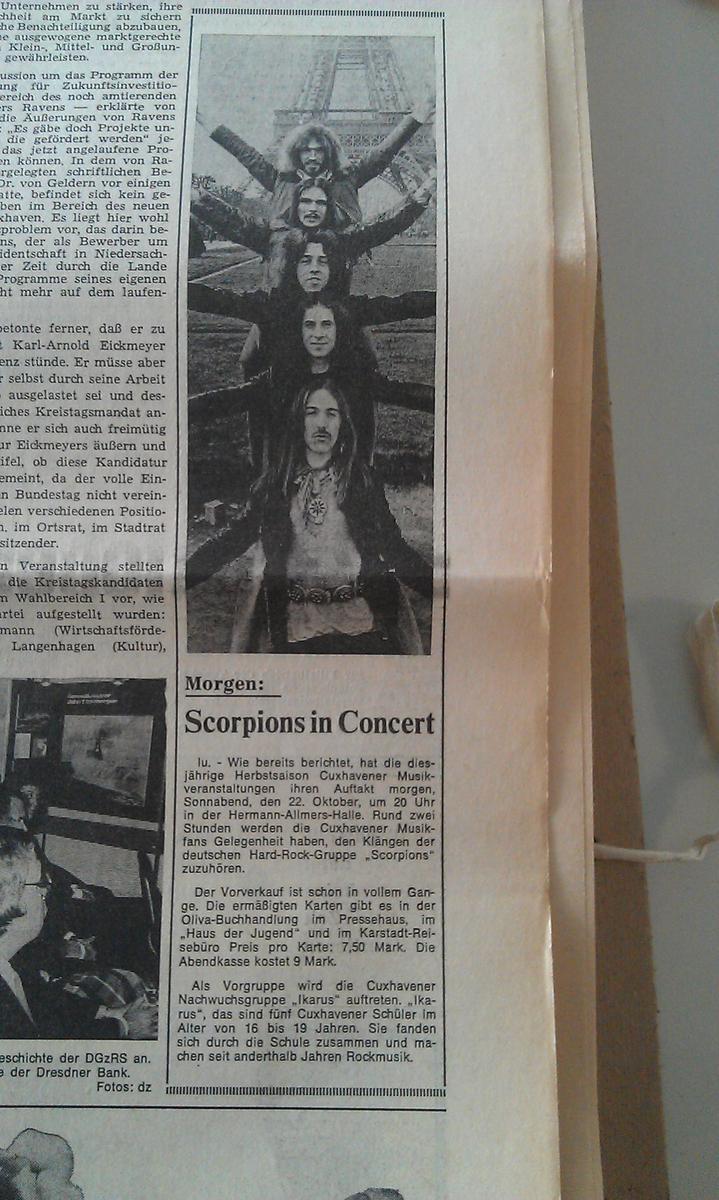 Unternehmen zu stärken, ihre
heit am Markt zu sichern
he Benachteiligung abzubauen,
e ausgewogene marktgerechte
Klein-, Mittel- und Großun-
gewährleisten.
ussion um das Programm der
ung für Zukunftsinvestitio-
ereich des noch amtierenden
ers Ravens — erklärte von
die Äußerungen von Ravens
„Es gäbe doch Projekte un-
die gefördert werden“ je-
das jetzt angelaufene Pro-
en können. In dem von Ra-
rgelegten schriftlichen Be-
Dr. von Geldern vor einigen
atte, befindet sich kein ge-
ben im Bereich des neuen
xhaven. Es liegt hier wohl
problem vor, das darin be-
ns, der als Bewerber um
identschaft in Niedersach-
er Zeit durch die Lande
Programme seines eigenen
ht mehr auf dem laufen-
betonte ferner, daß er zu
t Karl-Arnold Eickmeyer
enz stünde. Er müsse aber
r selbst durch seine Arbeit
ausgelastet sei und des-
liches Kreistagsmandat an-
nne er sich auch freimütig
ur Eickmeyers äußern und
ifel, ob diese Kandidatur
emeint, da der volle Ein-
n Bundestag nicht verein-
elen verschiedenen Positio-
n. im Ortsrat, im Stadtrat
sitzender.
n Veranstaltung stellten
die Kreistagskandidaten
m Wahlbereich I vor, wie
artei aufgestellt wurden:
mann (Wirtschaftsförde-
Langenhagen (Kultur),
eschichte der DGzRS an.
e der Dresdner Bank.
Fotos: dz
Morgen:
Scorpions in Concert
lu. - Wie bereits berichtet, hat die dies-
jährige Herbstsaison Cuxhavener Musik-
veranstaltungen ihren Auftakt morgen,
Sonnabend, den 22. Oktober, um 20 Uhr
in der Hermann-Allmers-Halle. Rund zwei
Stunden werden die Cuxhavener Musik-
fans Gelegenheit haben, den Klängen der
deutschen Hard-Rock-Gruppe „Scorpions“
zuzuhören.
Der Vorverkauf ist schon in vollem Gan-
ge. Die ermäßigten Karten gibt es in der
Oliva-Buchhandlung im Pressehaus, im
„Haus der Jugend“ und im Karstadt-Rei-
sebüro Preis pro Karte: 7,50 Mark. Die
Abendkasse kostet 9 Mark.
Als Vorgruppe wird die Cuxhavener
Nachwuchsgruppe „Ikarus“ auftreten. „Ika-
rus“, das sind fünf Cuxhavener Schüler im
Alter von 16 bis 19 Jahren. Sie fanden
sich durch die Schule zusammen und ma-
chen seit anderthalb Jahren Rockmusik.